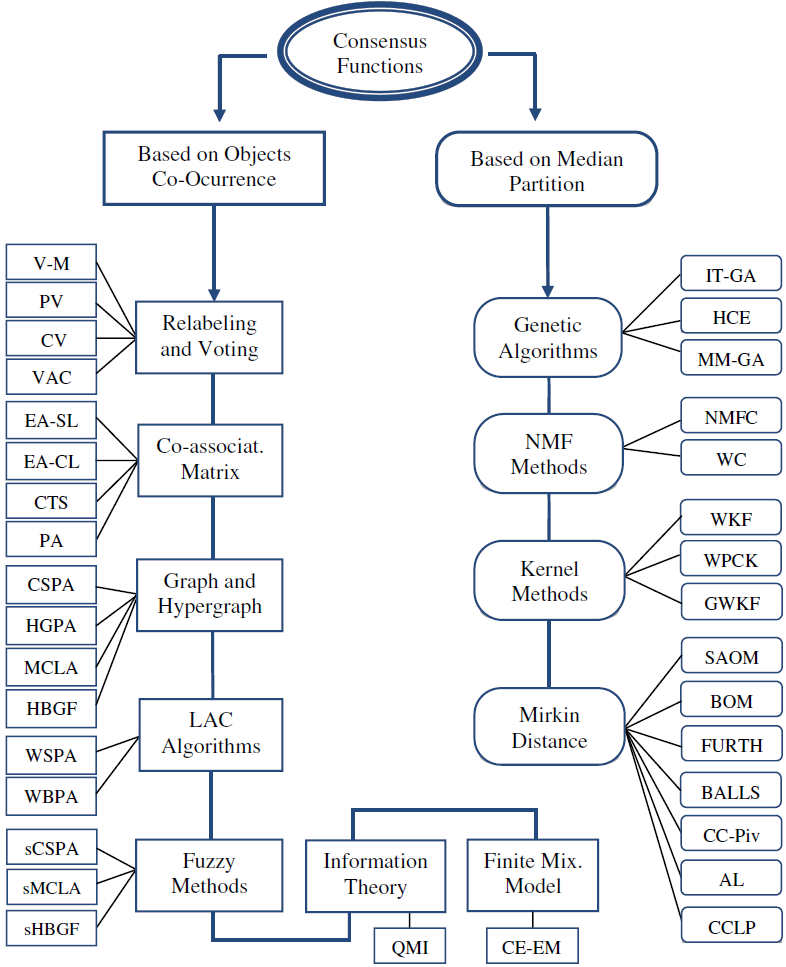 Consensus
Functions
Based on Objects
Co-Ocurrence
Based on Median
Partition
V-M
PV
CV
VAC
Relabeling
and Voting
EA-SL
EA-CL
CTS
PA
Co-associat.
Matrix
CSPA
HGPA
MCLA
HBGF
Graph and
Hypergraph
WSPA
WBPA
LAC
Algorithms
sCSPA
sMCLA
sHBGF
Fuzzy
Methods
Information
Theory
QMI
Finite Mix.
Model
CE-EM
Genetic
Algorithms
IT-GA
HCE
MM-GA
NMF
Methods
NMFC
WC
Kernel
Methods
WKF
WPCK
GWKF
Mirkin
Distance
SAOM
BOM
FURTH
BALLS
CC-Piv
AL
CCLP